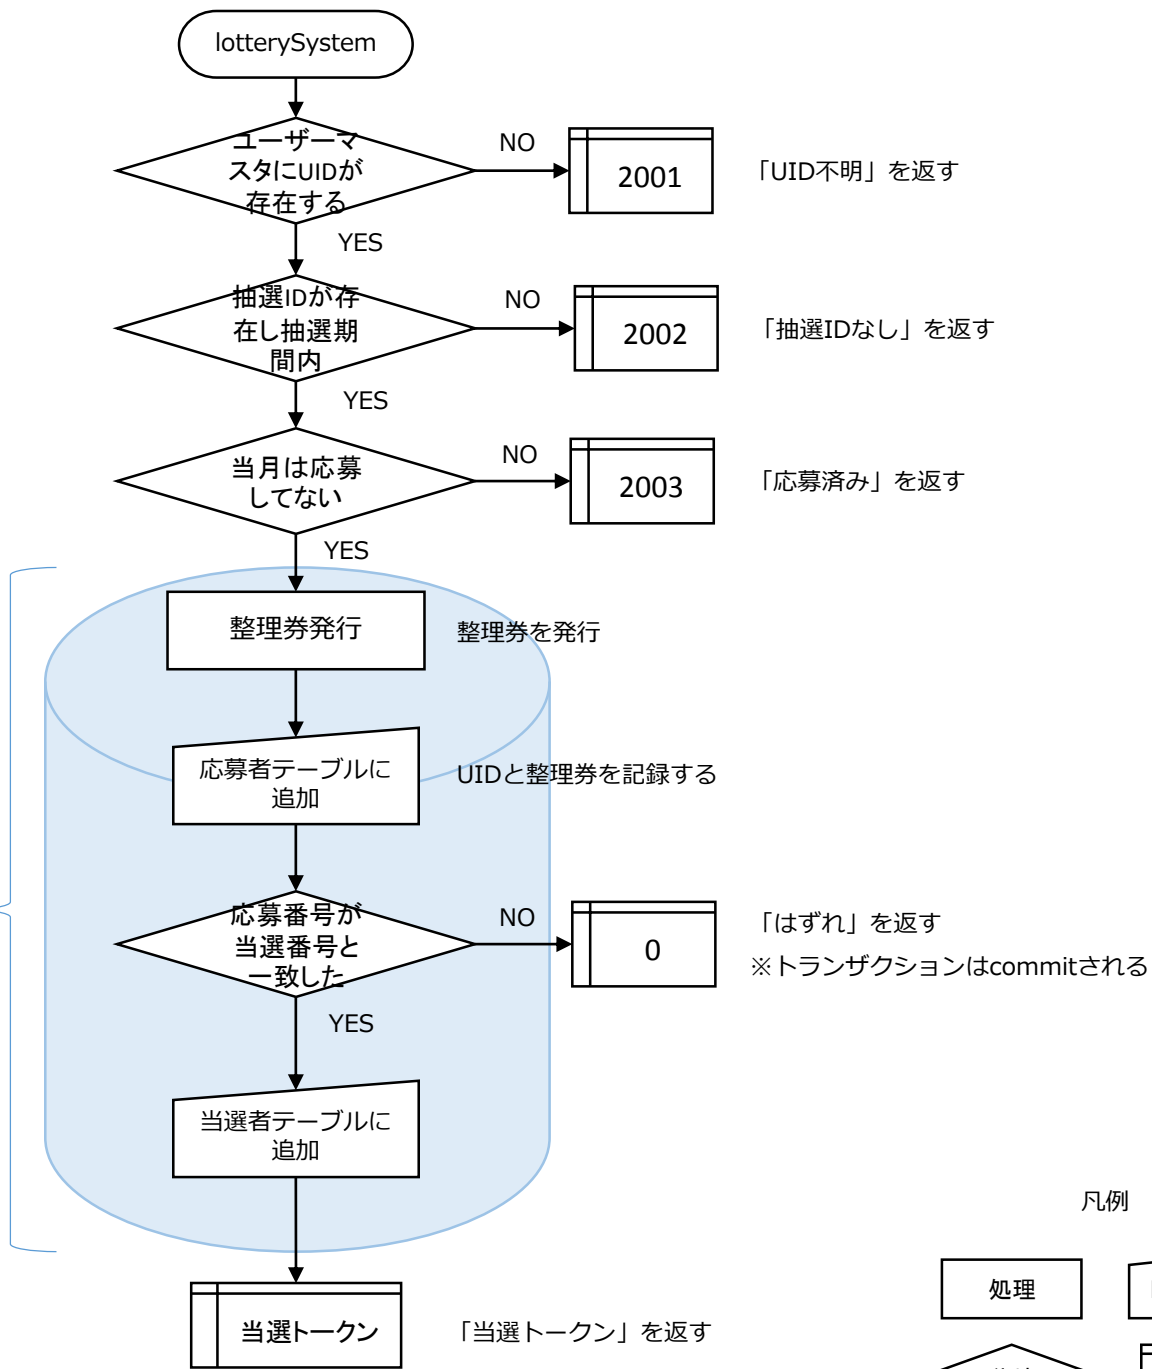 lotterySystem
ユーザーマ
スタにUIDが
存在する
NO
2001
「UID不明」を返す
YES
抽選IDが存
在し抽選期
間内
NO
2002
「抽選IDなし」を返す
YES
当月は応募
してない
NO
2003
「応募済み」を返す
YES
整理券発行
整理券を発行
応募者テーブルに
追加
UIDと整理券を記録する
応募番号が
当選番号と
一致した
NO
0
「はずれ」を返す
※トランザクションはcommitされる
YES
当選者テーブルに
追加
凡例
処理
当選トークン
「当選トークン」を返す